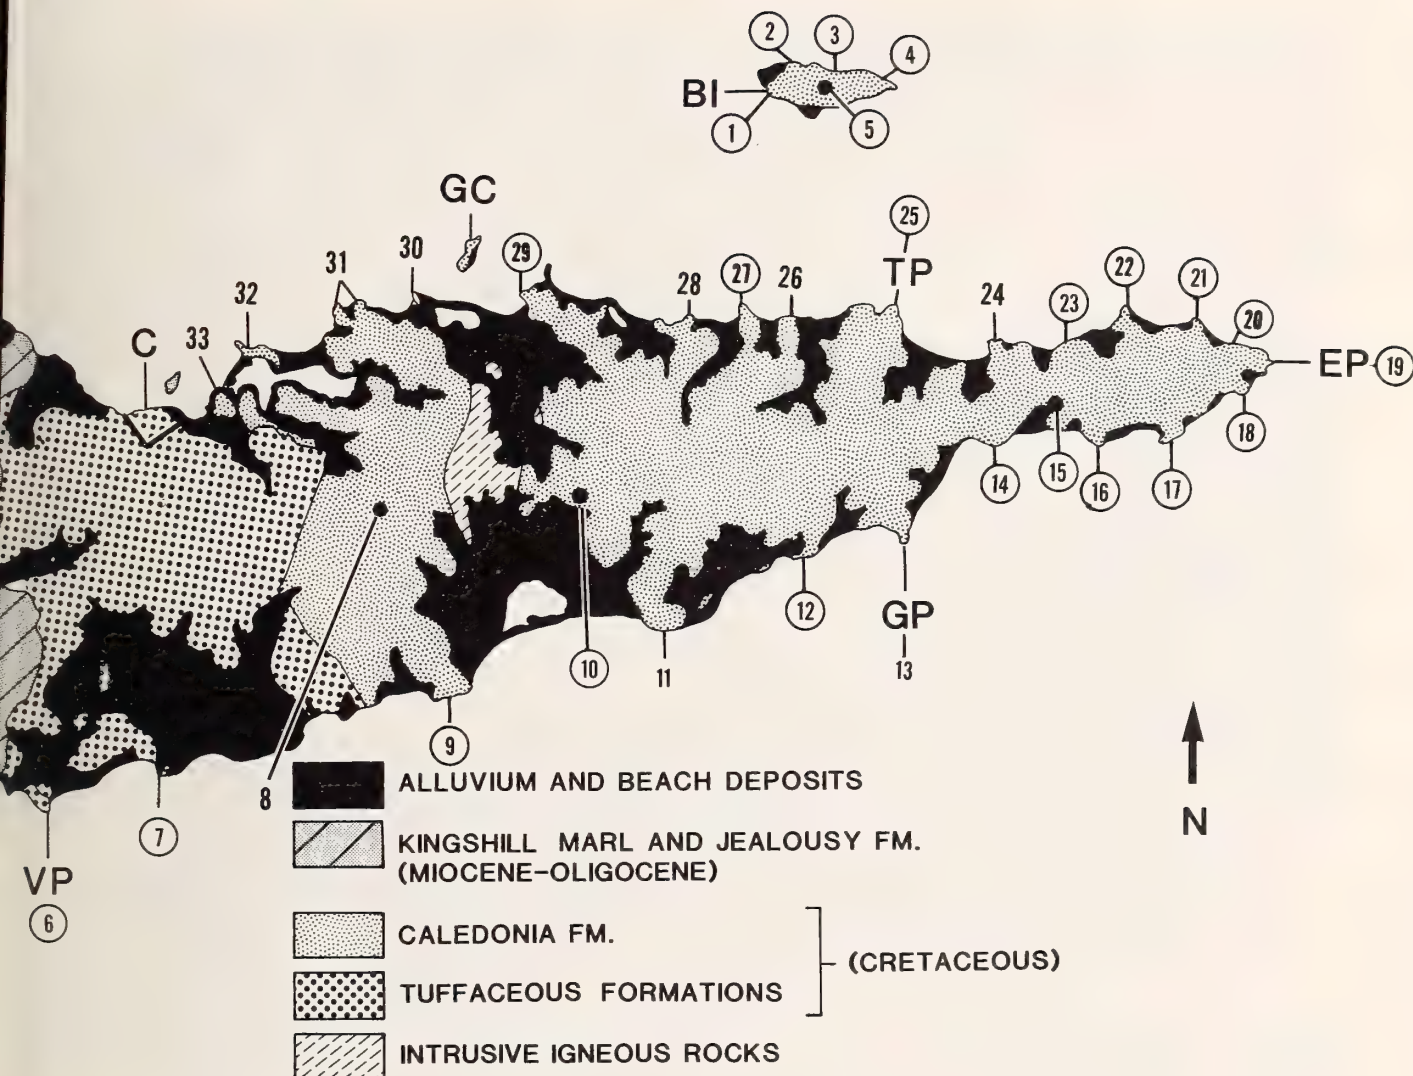 2
3
4
BI
1
5
GC
25
TP
31
30
29
28
27
26
24
23
22
21
20
32
C
33
EP 19
18
14
15
16
17
12
GP
13
10
11
9
8
7
VP
6
ALLUVIUM AND BEACH DEPOSITS
KINGSHILL MARL AND JEALOUSY FM.
(MIOCENE-OLIGOCENE)
CALEDONIA FM.
(CRETACEOUS)
TUFFACEOUS FORMATIONS
INTRUSIVE IGNEOUS ROCKS
N